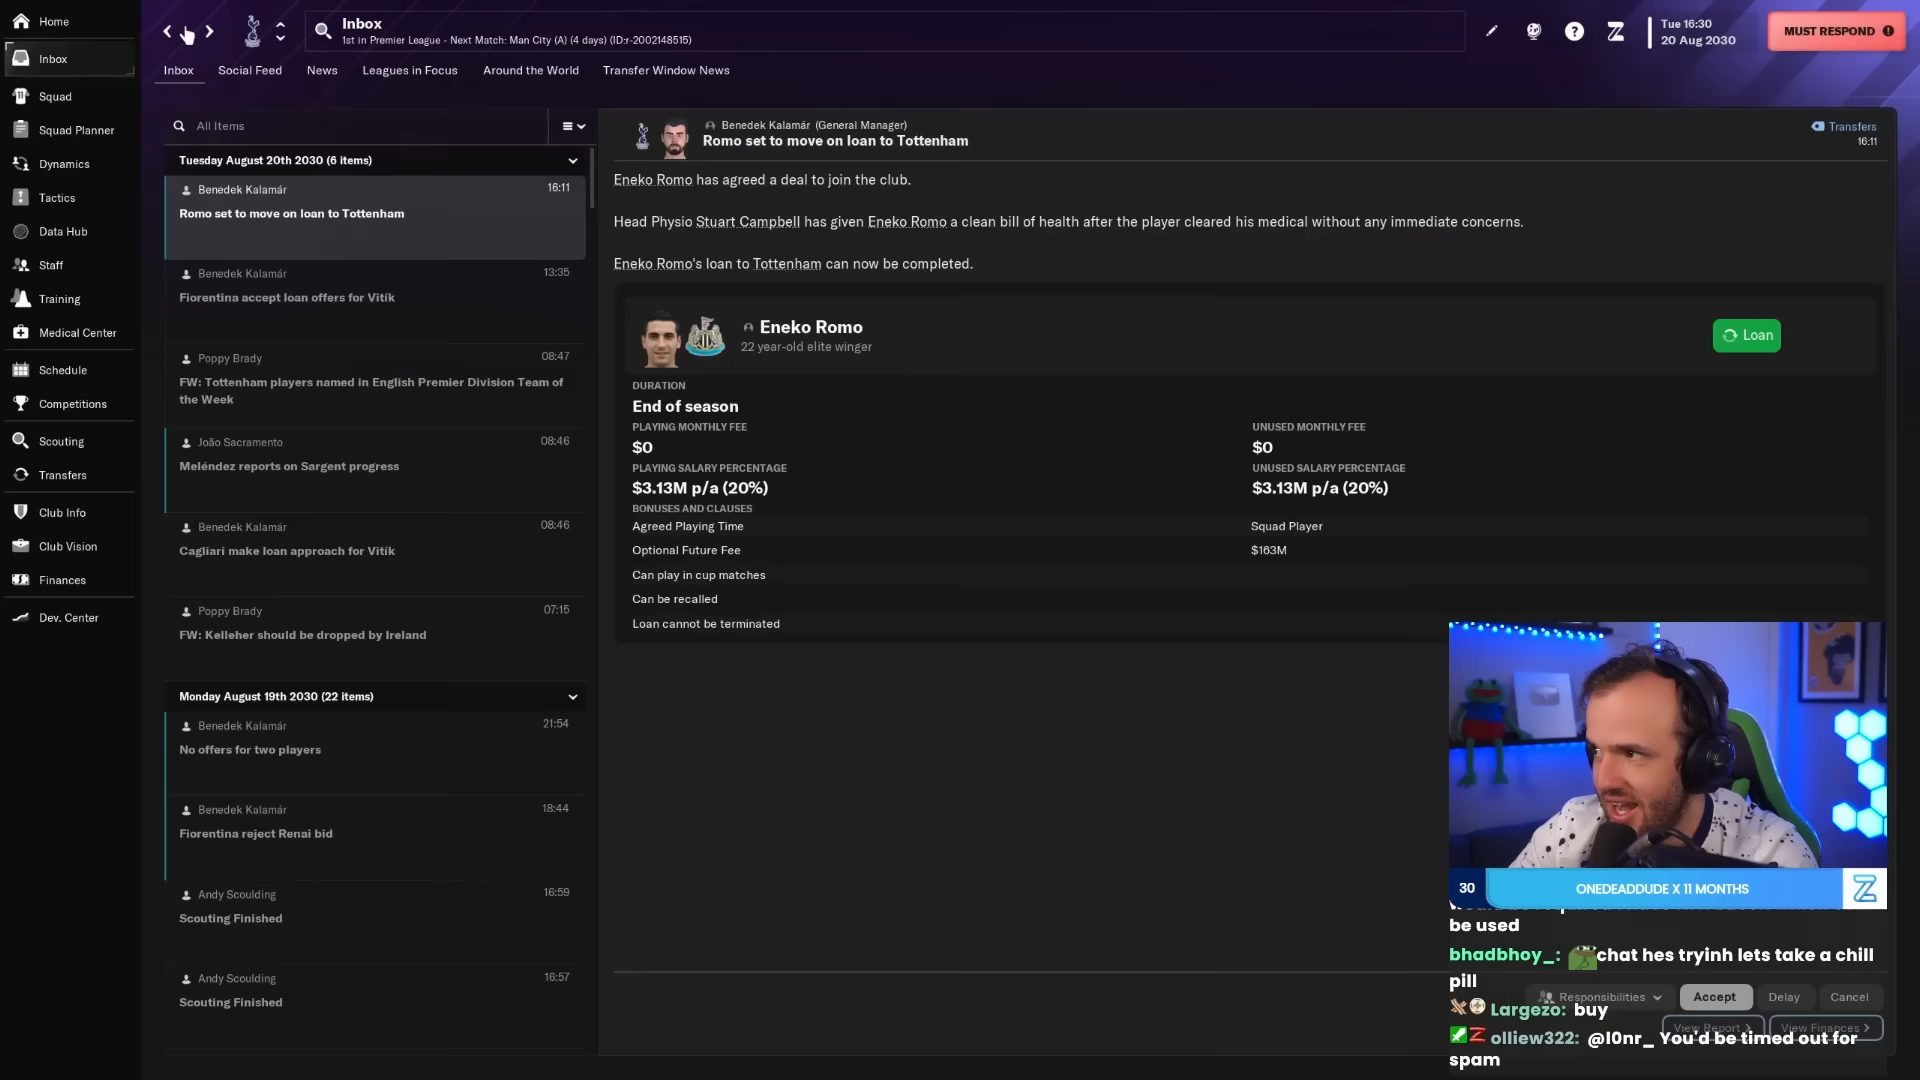 Home
Inbox
Squad
Squad Planner
Dynamics
Tactics
Data Hub
Staff
Training
Medical Center
Schedule
Competitions
Scouting
Transfers
Club Info
Club Vision
Finances
Dev. Center
Inbox
1st in Premier League - Next Match: Man City (A) (4 days) (ID:r-2002148515)
Tue 16:30
20 Aug 2030
MUST RESPOND
Inbox
Social Feed
News
Leagues in Focus
Around the World
Transfer Window News
All Items
Tuesday August 20th 2030 (6 items)
Benedek Kalamár 16:11
Romo set to move on loan to Tottenham
Benedek Kalamár 13:35
Fiorentina accept loan offers for Vitík
Poppy Brady 08:47
FW: Tottenham players named in English Premier Division Team of
the Week
João Sacramento 08:46
Meléndez reports on Sargent progress
Benedek Kalamár 08:46
Cagliari make loan approach for Vitík
Poppy Brady 07:15
FW: Kelleher should be dropped by Ireland
Monday August 19th 2030 (22 items)
Benedek Kalamár 21:54
No offers for two players
Benedek Kalamár 18:44
Fiorentina reject Renai bid
Andy Scoulding 16:59
Scouting Finished
Andy Scoulding 16:57
Scouting Finished
Benedek Kalamár (General Manager)
Romo set to move on loan to Tottenham
Transfers
16:11
Eneko Romo has agreed a deal to join the club.
Head Physio Stuart Campbell has given Eneko Romo a clean bill of health after the player cleared his medical without any immediate concerns.
Eneko Romo's loan to Tottenham can now be completed.
Eneko Romo
22 year-old elite winger
Loan
DURATION
End of season
PLAYING MONTHLY FEE UNUSED MONTHLY FEE
$0 $0
PLAYING SALARY PERCENTAGE UNUSED SALARY PERCENTAGE
$3.13M p/a (20%) $3.13M p/a (20%)
BONUSES AND CLAUSES
Agreed Playing Time Squad Player
Optional Future Fee $163M
Can play in cup matches
Can be recalled
Loan cannot be terminated
30 ONEDEADDUDE X 11 MONTHS
be used
bhadbhoy_: chat hes tryinh lets take a chill
pill
Responsibilities Accept Delay Cancel
Largezo: buy
View Report View Finances
olliew322: @l0nr_ You'd be timed out for
spam